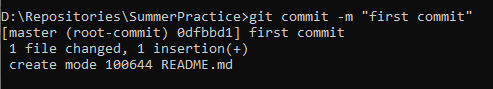 D:\Repositories\SummerPractice>git commit -m "first commit"
[master (root-commit) 0dfbbd1] first commit
 1 file changed, 1 insertion(+)
 create mode 100644 README.md